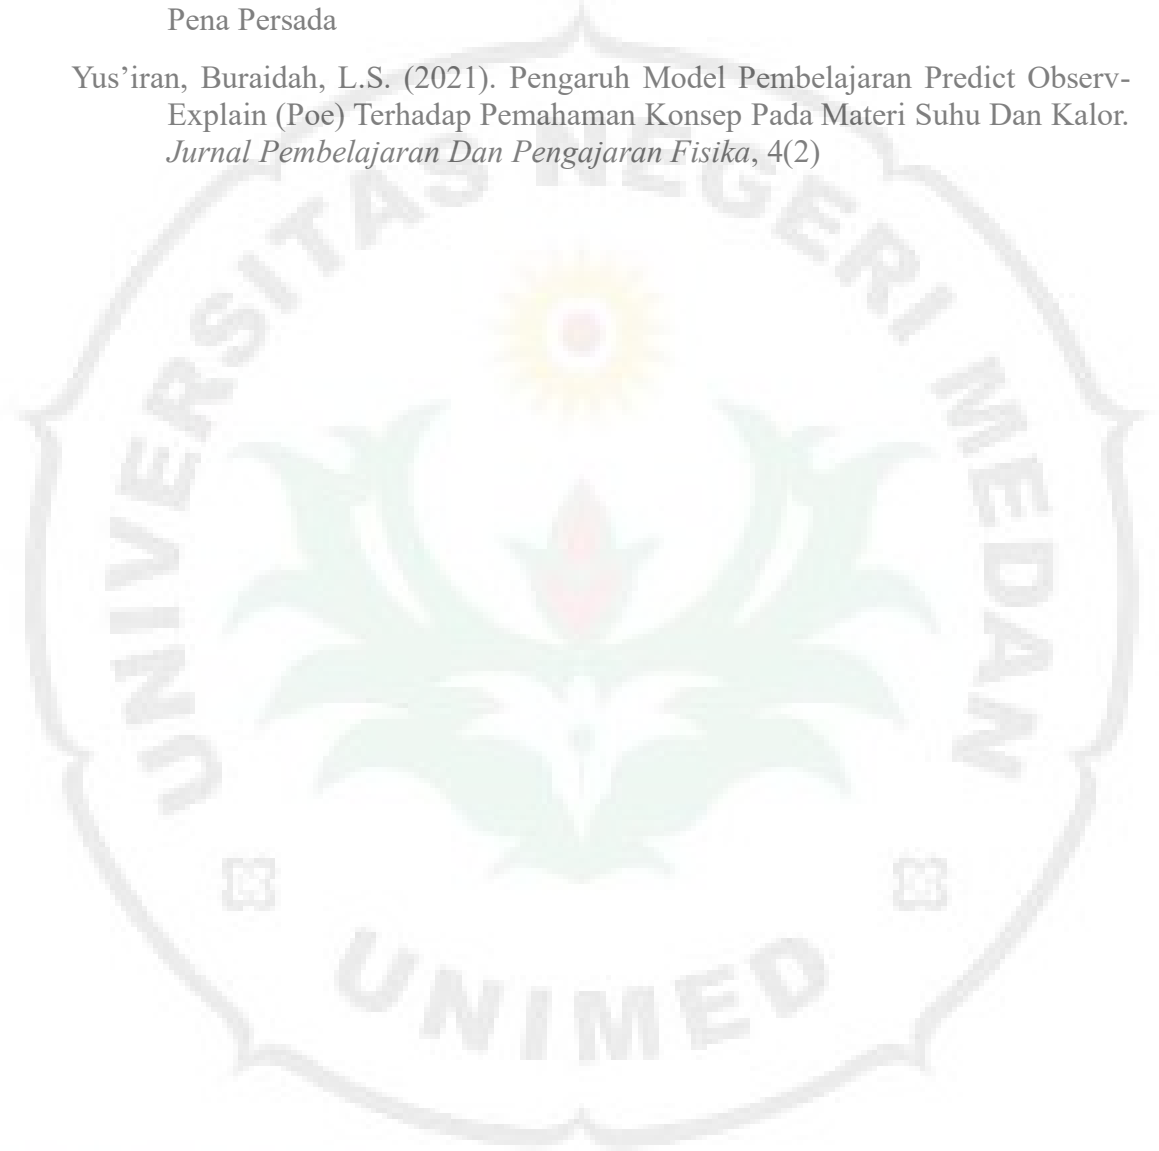 Pena Persada
Yus’iran, Buraidah, L.S. (2021). Pengaruh Model Pembelajaran Predict Observ-
Explain (Poe) Terhadap Pemahaman Konsep Pada Materi Suhu Dan Kalor.
Jurnal Pembelajaran Dan Pengajaran Fisika, 4(2)
UNIVERSITAS NEGERI MEDAN
UNIMED